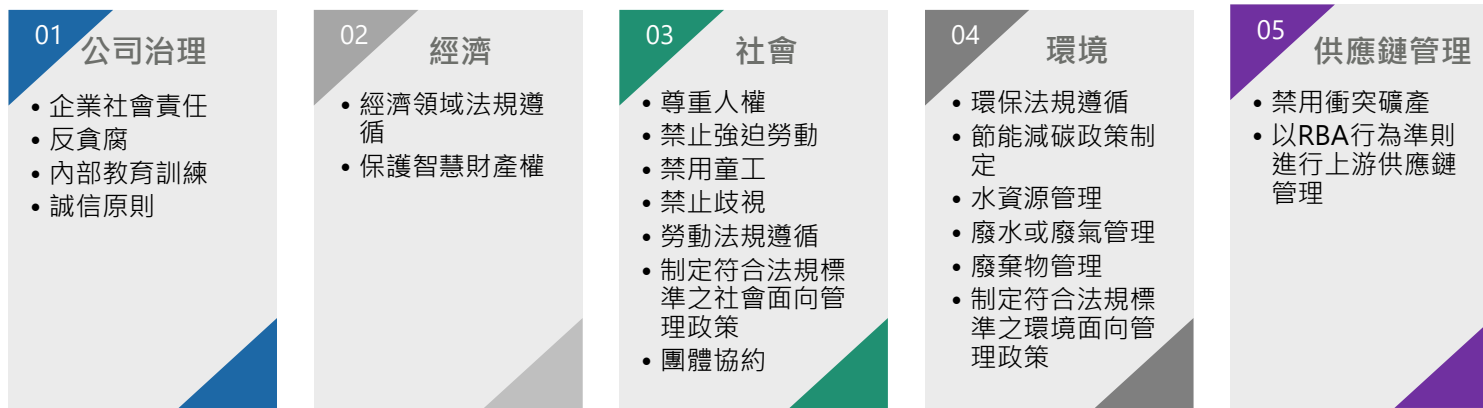 01
公司治理
• 企業社會責任
• 反貪腐
• 內部教育訓練
• 誠信原則
02
經濟
• 經濟領域法規遵
循
• 保護智慧財產權
03
社會
• 尊重人權
• 禁止強迫勞動
• 禁用童工
• 禁止歧視
• 勞動法規遵循
• 制定符合法規標
準之社會面向管
理政策
• 團體協約
04
環境
• 環保法規遵循
• 節能減碳政策制
定
• 水資源管理
• 廢水或廢氣管理
• 廢棄物管理
• 制定符合法規標
準之環境面向管
理政策
05
供應鏈管理
• 禁用衝突礦產
• 以RBA行為準則
進行上游供應鏈
管理